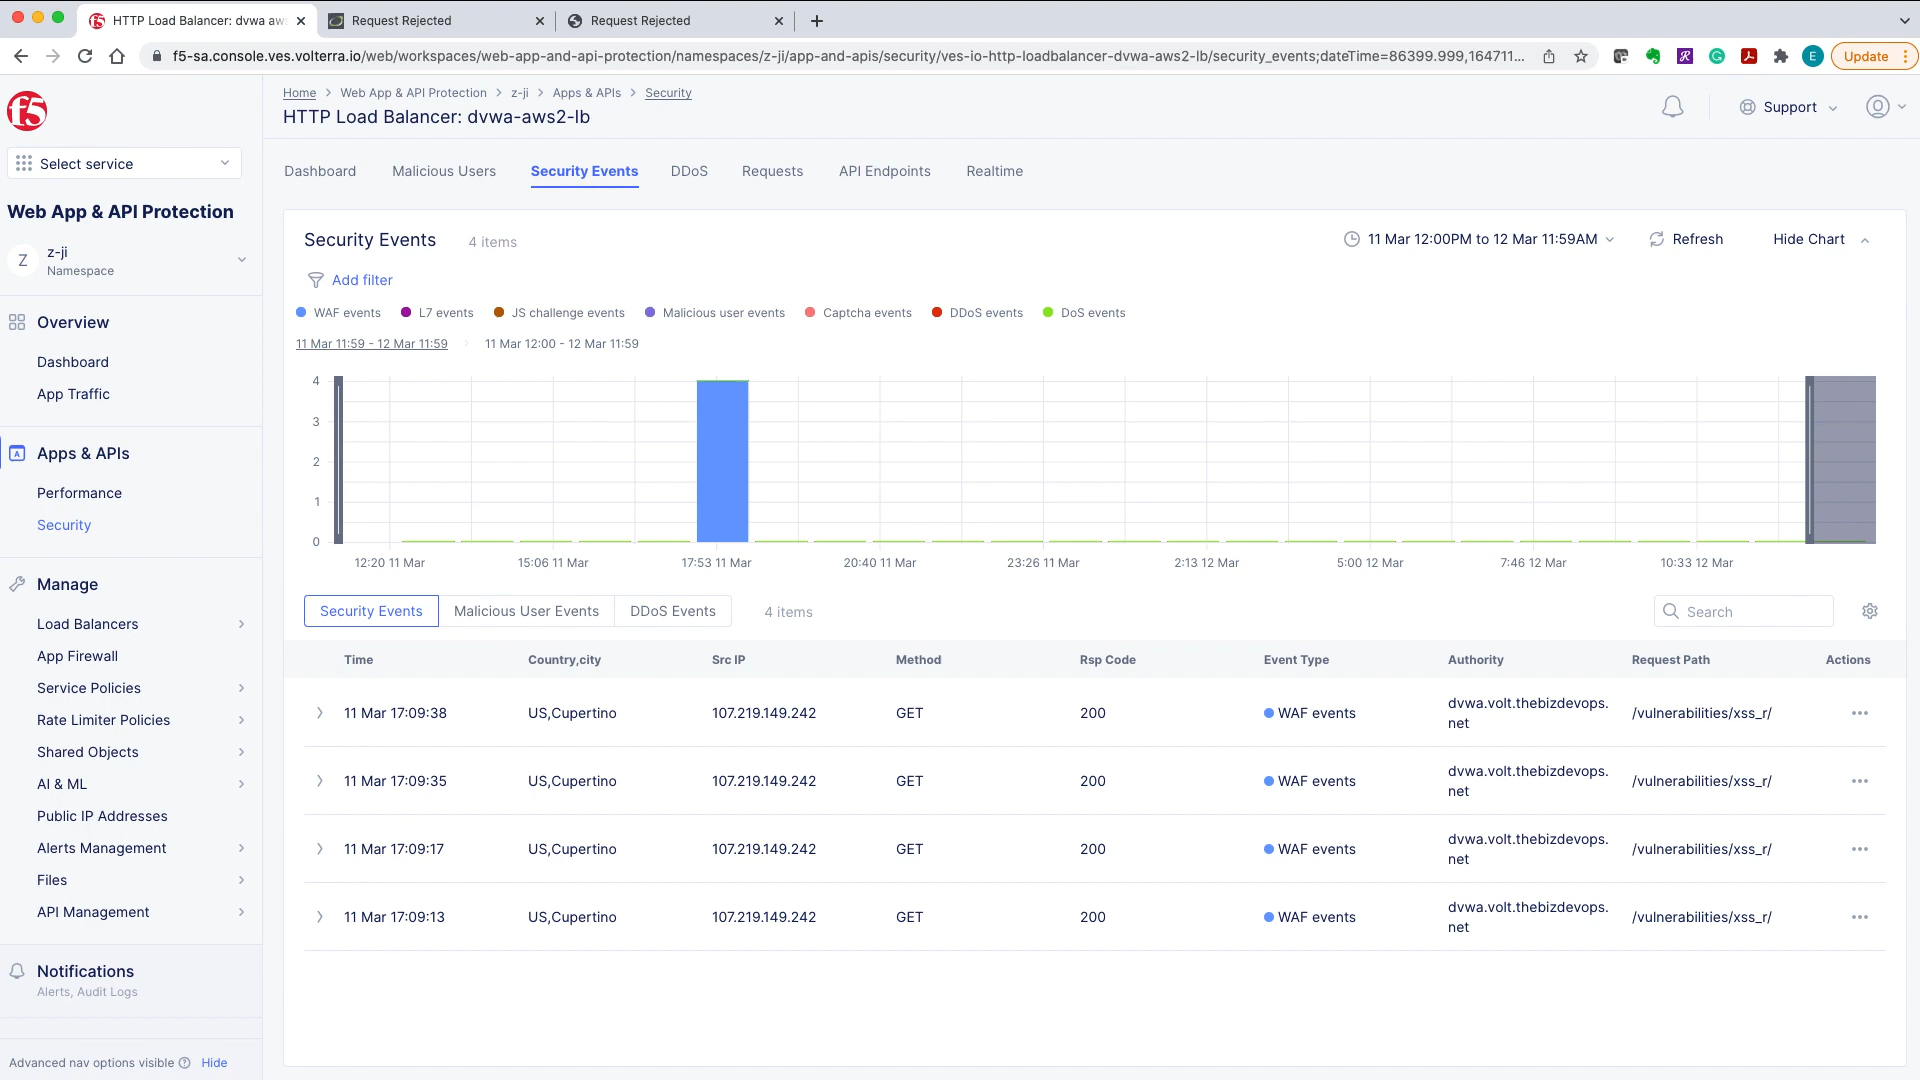 HTTP Load Balancer: dvwa aws
Request Rejected
Request Rejected
f5-sa.console.ves.volterra.io/web/workspaces/web-app-and-api-protection/namespaces/z-ji/app-and-apis/security/ves-io-http-loadbalancer-dvwa-aws2-lb/security_events;dateTime=86399.999,164711...
E
Update
f5
Select service
Web App & API Protection
Z
z-ji
Namespace
Overview
Dashboard
App Traffic
Apps & APIs
Performance
Security
Manage
Load Balancers
App Firewall
Service Policies
Rate Limiter Policies
Shared Objects
AI & ML
Public IP Addresses
Alerts Management
Files
API Management
Notifications
Alerts, Audit Logs
Advanced nav options visible Hide
Home > Web App & API Protection > z-ji > Apps & APIs > Security
HTTP Load Balancer: dvwa-aws2-lb
Support
Dashboard Malicious Users Security Events DDoS Requests API Endpoints Realtime
Security Events 4 items
11 Mar 12:00PM to 12 Mar 11:59AM Refresh Hide Chart
Add filter
WAF events L7 events JS challenge events Malicious user events Captcha events DDoS events DoS events
11 Mar 11:59 - 12 Mar 11:59 11 Mar 12:00 - 12 Mar 11:59
4
3
2
1
0
12:20 11 Mar 15:06 11 Mar 17:53 11 Mar 20:40 11 Mar 23:26 11 Mar 2:13 12 Mar 5:00 12 Mar 7:46 12 Mar 10:33 12 Mar
Security Events Malicious User Events DDoS Events 4 items Search
Time Country,city Src IP Method Rsp Code Event Type Authority Request Path Actions
11 Mar 17:09:38 US,Cupertino 107.219.149.242 GET 200 WAF events dvwa.volt.thebizdevops. /vulnerabilities/xss_r/
net
11 Mar 17:09:35 US,Cupertino 107.219.149.242 GET 200 WAF events dvwa.volt.thebizdevops. /vulnerabilities/xss_r/
net
11 Mar 17:09:17 US,Cupertino 107.219.149.242 GET 200 WAF events dvwa.volt.thebizdevops. /vulnerabilities/xss_r/
net
11 Mar 17:09:13 US,Cupertino 107.219.149.242 GET 200 WAF events dvwa.volt.thebizdevops. /vulnerabilities/xss_r/
net